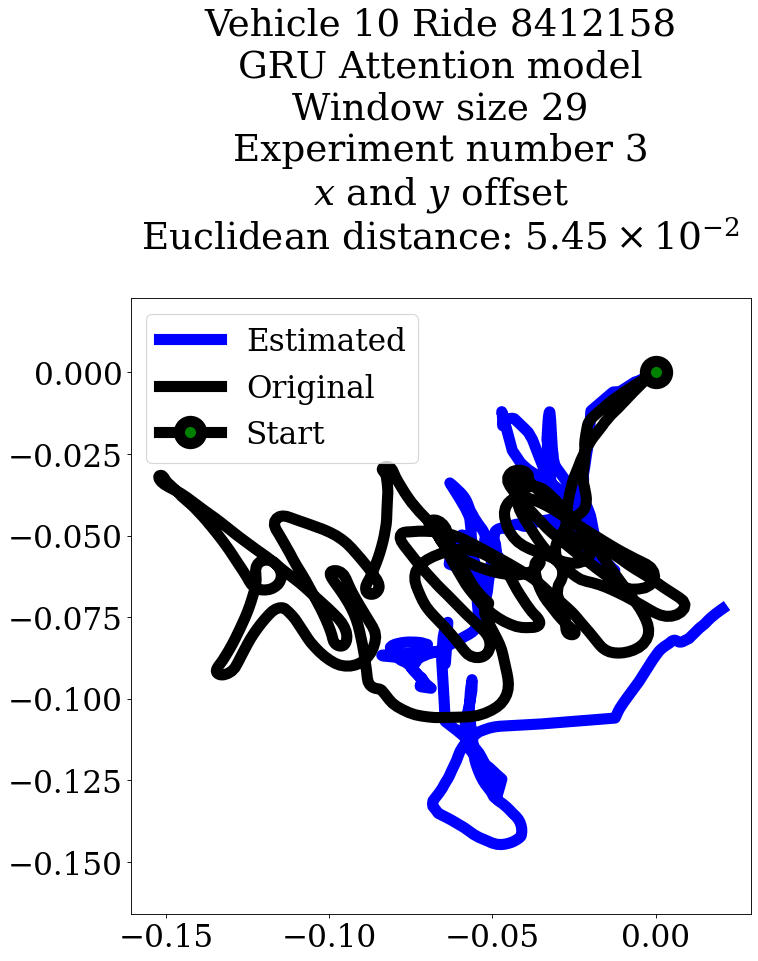 Vehicle 10 Ride 8412158
GRU Attention model
Window size 29
Experiment number 3
x and y offset
Euclidean distance: 5.45 × 10⁻²
Estimated
Original
Start
0.000
−0.025
−0.050
−0.075
−0.100
−0.125
−0.150
−0.15 −0.10 −0.05 0.00